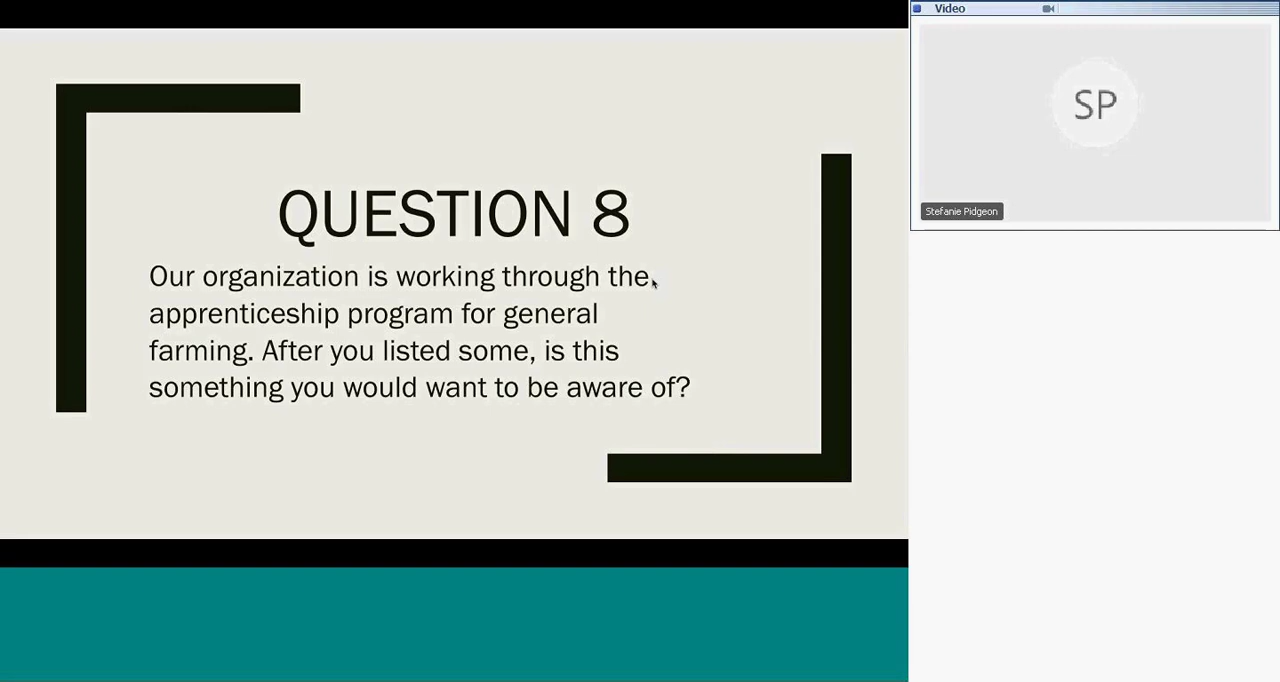 Video
SP
Stefanie Pidgeon
QUESTION 8
Our organization is working through the
apprenticeship program for general
farming. After you listed some, is this
something you would want to be aware of?